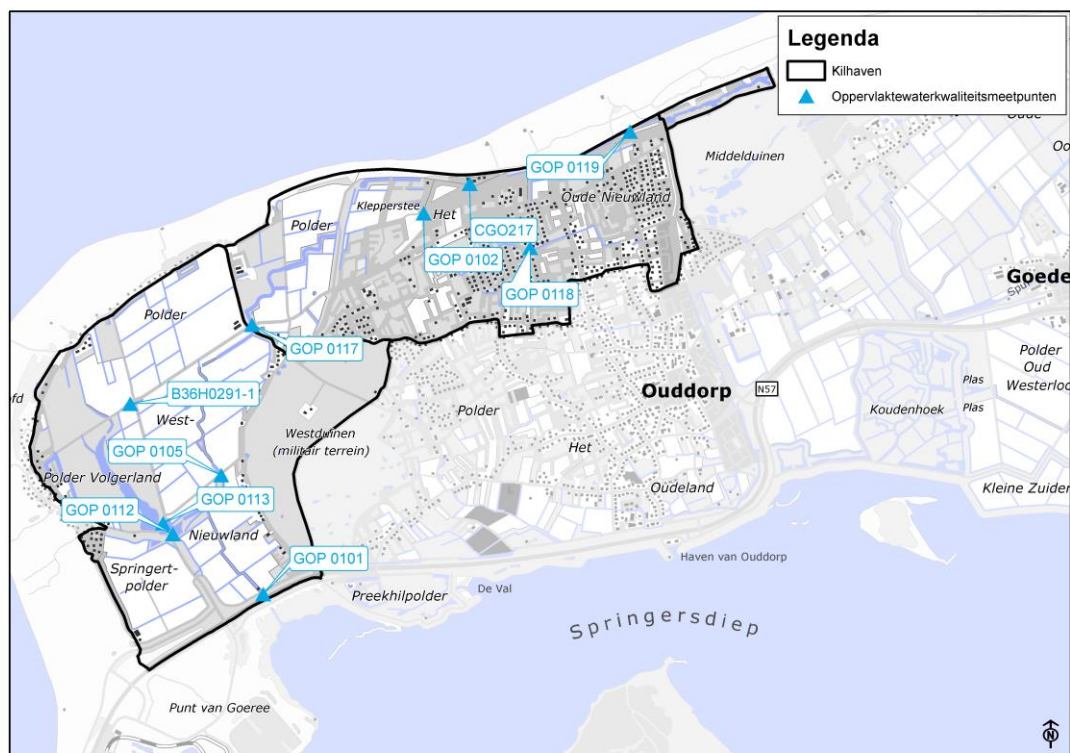 Legenda
Kilhaven
Oppervlaktewaterkwaliteitsmeetpunten
Oude
Middelduinen
GOP 0119
Oude Nieuwland
Klepperstee
Het
Polder
CGO217
GOP 0102
GOP 0118
Goede
Polder
GOP 0117
Polder
Oud
Westerloo
Ouddorp
N57
Plas
Koudenhoek
Plas
B36H0291-1
West-
Polder
Westduinen
(militair terrein)
Het
GOP 0105
Polder Volgerland
GOP 0113
Oudeland
Kleine Zuider
GOP 0112
Nieuwland
Haven van Ouddorp
Springert-
polder
GOP 0101
De Val
Preekhilpolder
Springersdiep
Punt van Goeree
N